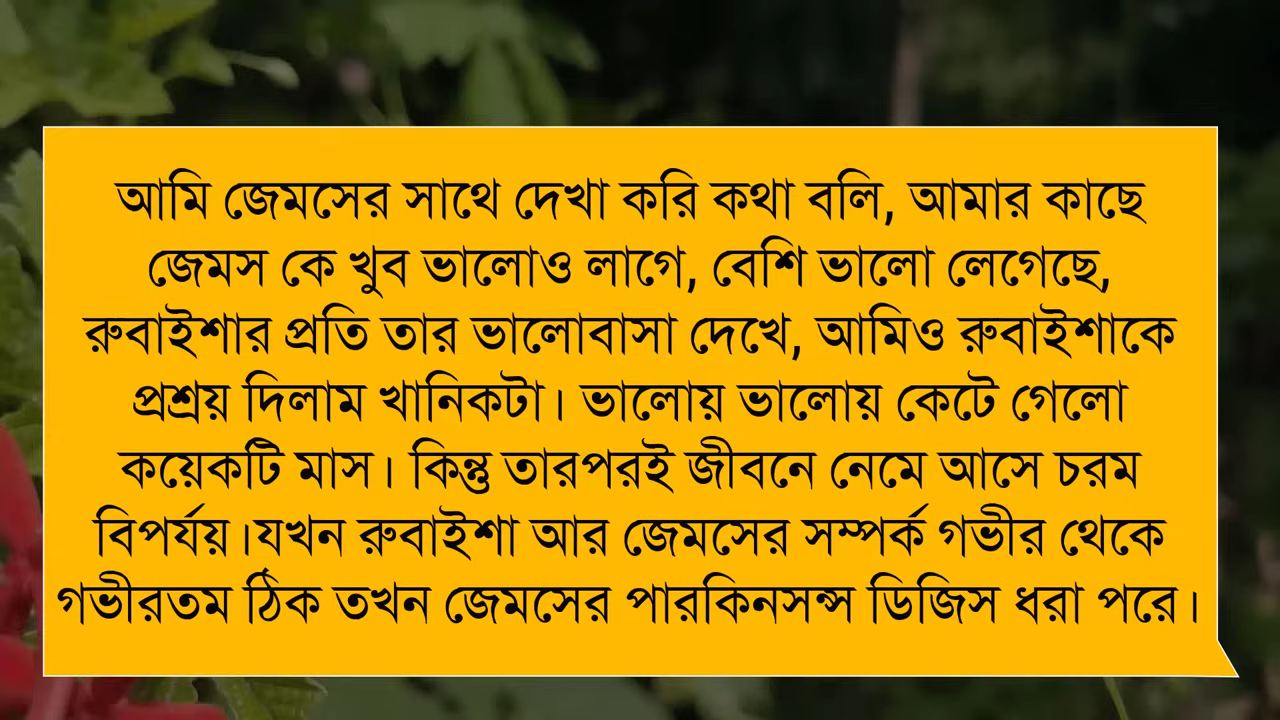 আমি জেমসের সাথে দেখা করি কথা বলি, আমার কাছে
জেমস কে খুব ভালোও লাগে, বেশি ভালো লেগেছে,
রুবাইশার প্রতি তার ভালোবাসা দেখে, আমিও রুবাইশাকে
প্রশ্রয় দিলাম খানিকটা। ভালোয় ভালোয় কেটে গেলো
কয়েকটি মাস। কিন্তু তারপরই জীবনে নেমে আসে চরম
বিপর্যয়।যখন রুবাইশা আর জেমসের সম্পর্ক গভীর থেকে
গভীরতম ঠিক তখন জেমসের পারকিনসন্স ডিজিস ধরা পরে।